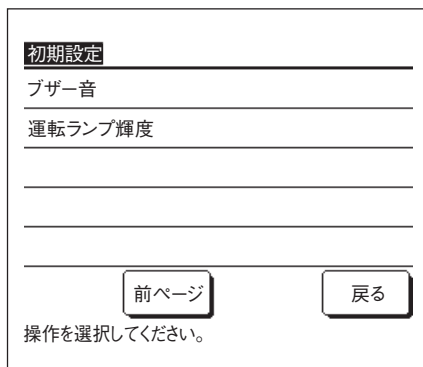 初期設定
ブザー音
運転ランプ輝度
前ページ 戻る
操作を選択してください。